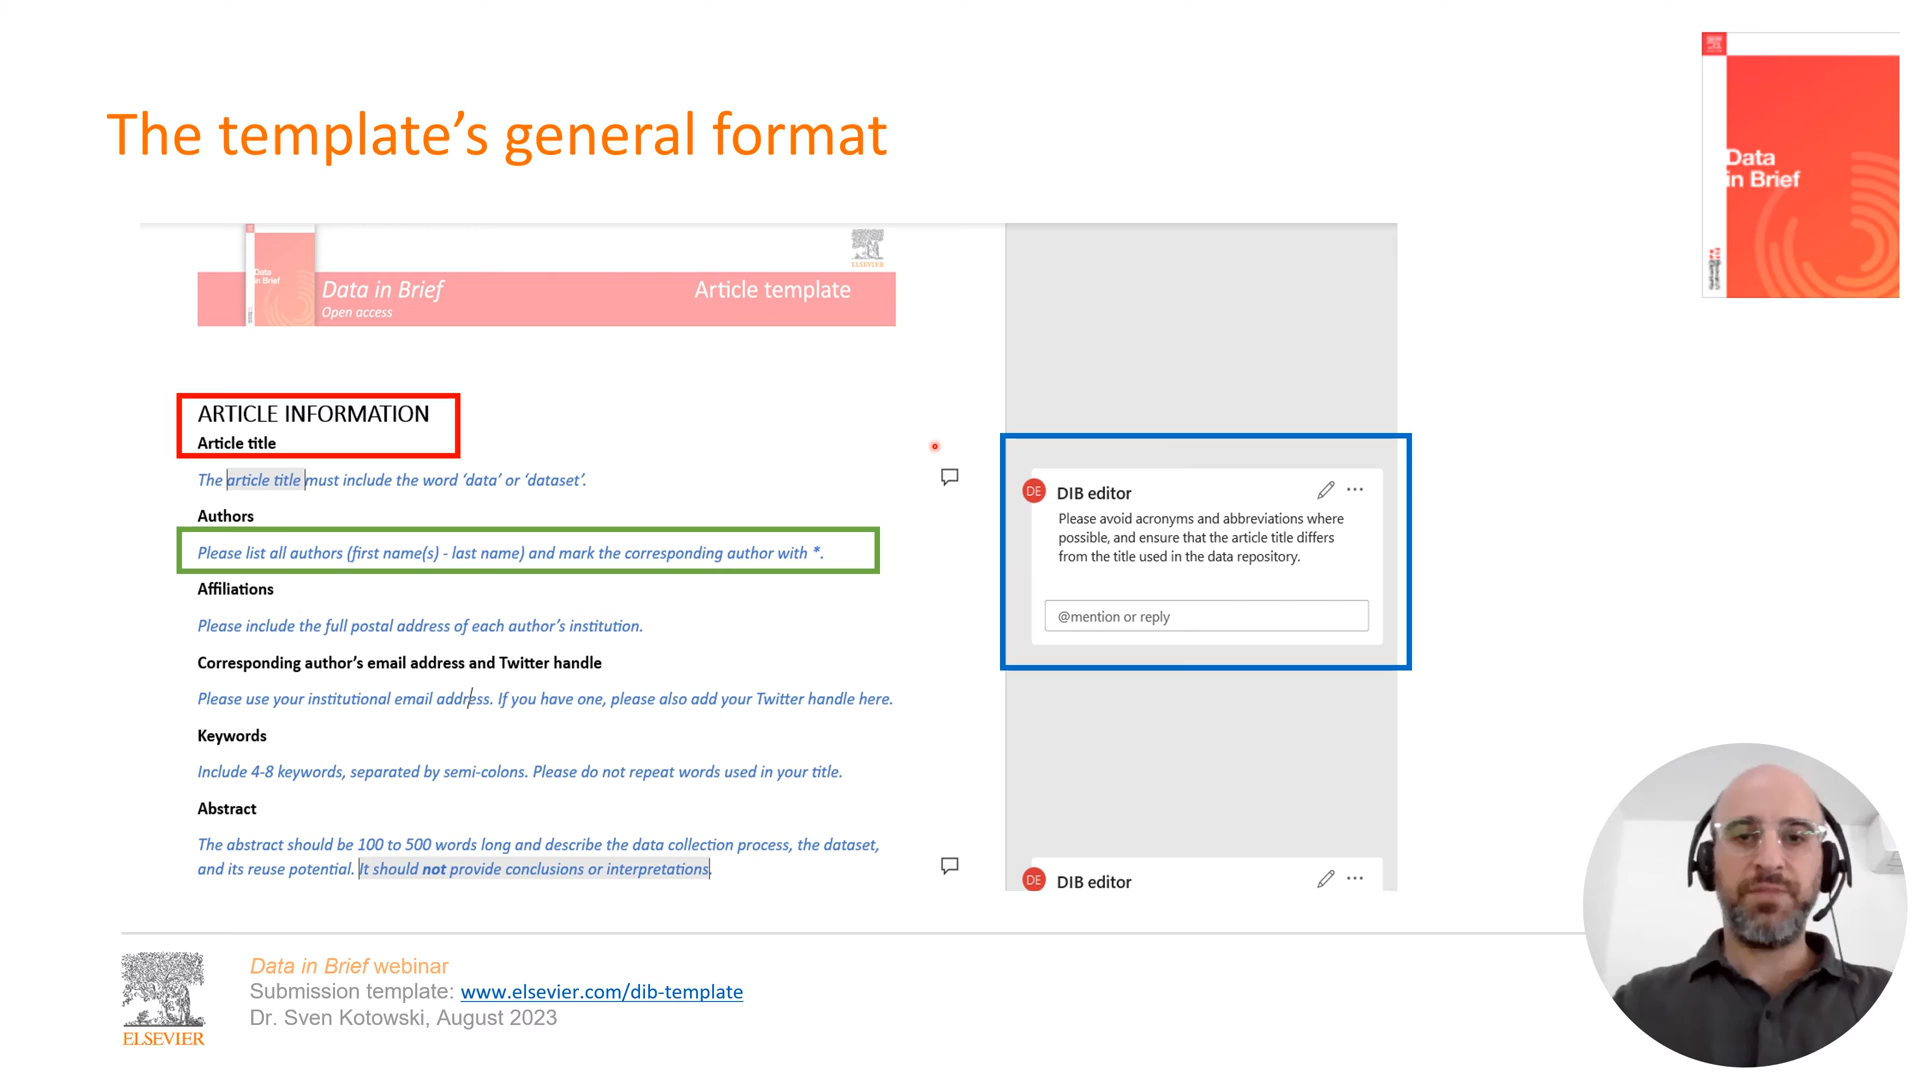 The template's general format
Data
in Brief
ELSEVIER
Data
in Brief
Data in Brief
Article template
Open access
ARTICLE INFORMATION
Article title
The article title must include the word ‘data’ or ‘dataset’.
Authors
Please list all authors (first name(s) - last name) and mark the corresponding author with *.
Affiliations
Please include the full postal address of each author’s institution.
Corresponding author’s email address and Twitter handle
Please use your institutional email address. If you have one, please also add your Twitter handle here.
Keywords
Include 4-8 keywords, separated by semi-colons. Please do not repeat words used in your title.
Abstract
The abstract should be 100 to 500 words long and describe the data collection process, the dataset,
and its reuse potential. It should not provide conclusions or interpretations.
DE DIB editor
Please avoid acronyms and abbreviations where
possible, and ensure that the article title differs
from the title used in the data repository.
@mention or reply
DE DIB editor
ELSEVIER
Data in Brief webinar
Submission template: www.elsevier.com/dib-template
Dr. Sven Kotowski, August 2023